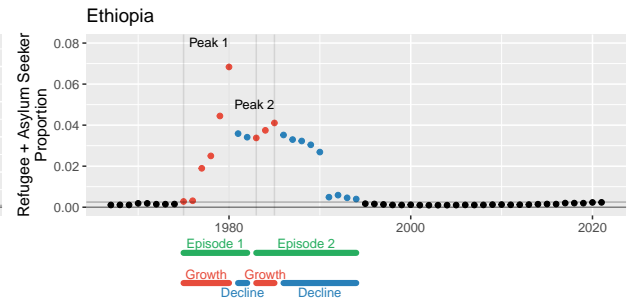 Ethiopia
Refugee + Asylum Seeker
Proportion
0.08
0.06
0.04
0.02
0.00
Peak 1
Peak 2
1980
2000
2020
Episode 1
Episode 2
Growth
Growth
Decline
Decline